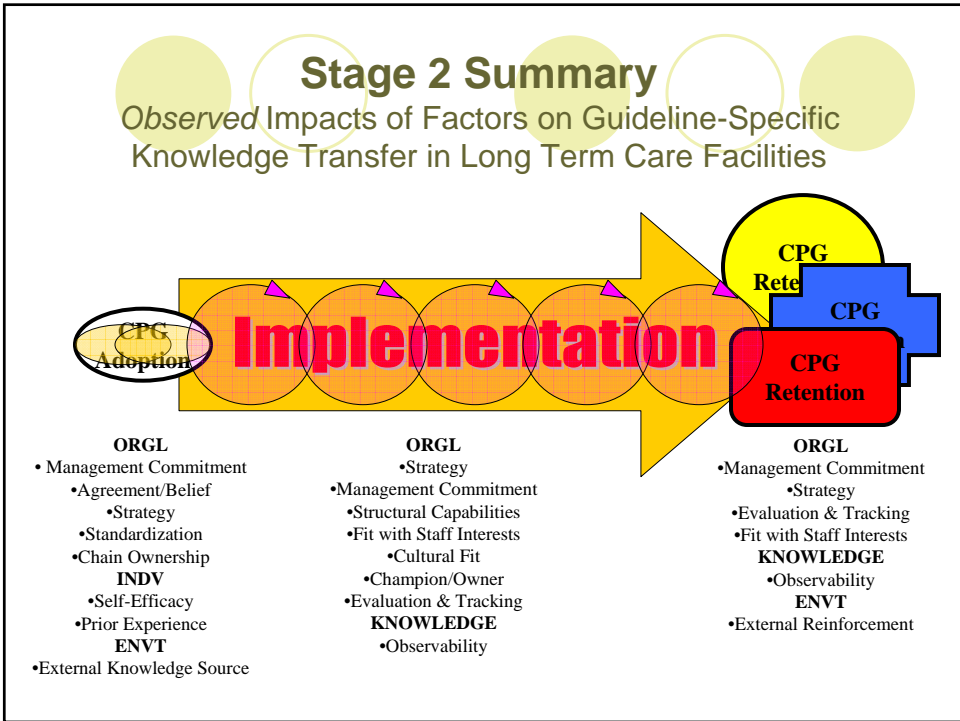 Stage 2 Summary
Observed Impacts of Factors on Guideline-Specific
Knowledge Transfer in Long Term Care Facilities
CPG
Adoption
Implementation
CPG
CPG
CPG
Retention
ORGL
• Management Commitment
•Agreement/Belief
•Strategy
•Standardization
•Chain Ownership
INDV
•Self-Efficacy
•Prior Experience
ENVT
•External Knowledge Source
ORGL
•Strategy
•Management Commitment
•Structural Capabilities
•Fit with Staff Interests
•Cultural Fit
•Champion/Owner
•Evaluation & Tracking
KNOWLEDGE
•Observability
ORGL
•Management Commitment
•Strategy
•Evaluation & Tracking
•Fit with Staff Interests
KNOWLEDGE
•Observability
ENVT
•External Reinforcement